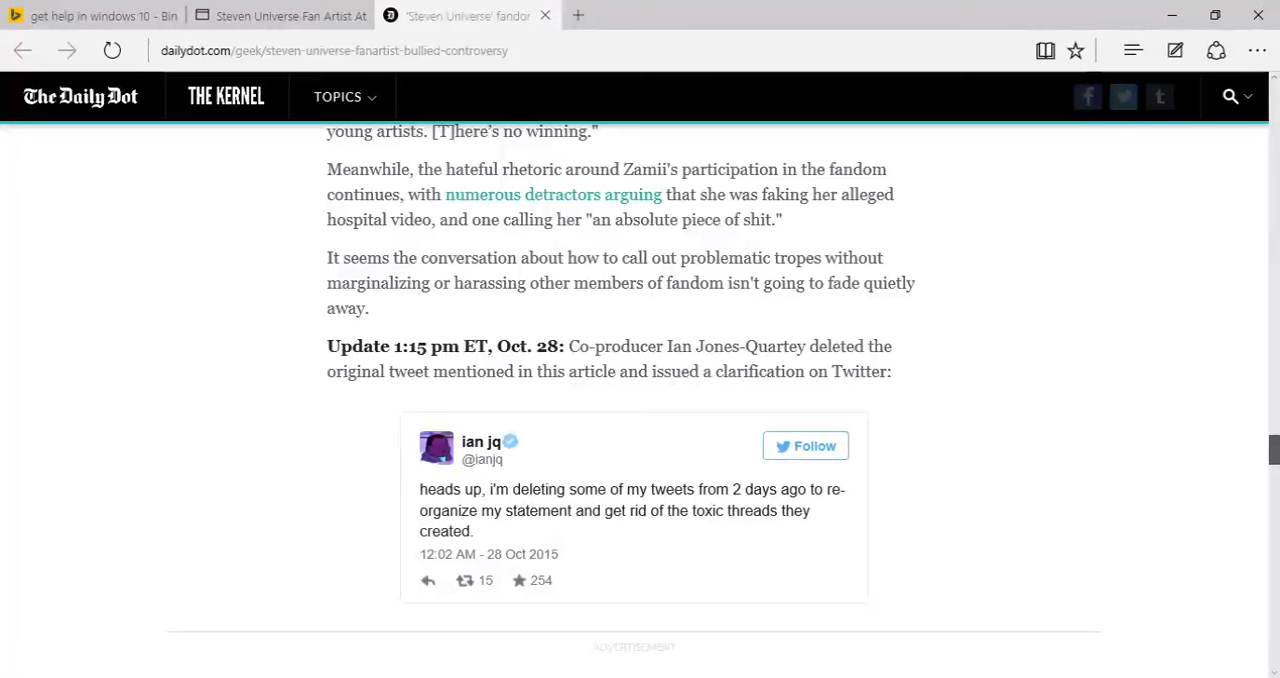 get help in windows 10 - Bin
Steven Universe Fan Artist At
'Steven Universe' fandom
dailydot.com/geek/steven-universe-fanartist-bullied-controversy
The Daily Dot
THE KERNEL
TOPICS
young artists. [T]here's no winning."
Meanwhile, the hateful rhetoric around Zamii's participation in the fandom
continues, with numerous detractors arguing that she was faking her alleged
hospital video, and one calling her "an absolute piece of shit."
It seems the conversation about how to call out problematic tropes without
marginalizing or harassing other members of fandom isn't going to fade quietly
away.
Update 1:15 pm ET, Oct. 28: Co-producer Ian Jones-Quartey deleted the
original tweet mentioned in this article and issued a clarification on Twitter:
ian jq
@ianjq
Follow
heads up, i'm deleting some of my tweets from 2 days ago to re-
organize my statement and get rid of the toxic threads they
created.
12:02 AM - 28 Oct 2015
15 254
ADVERTISEMENT